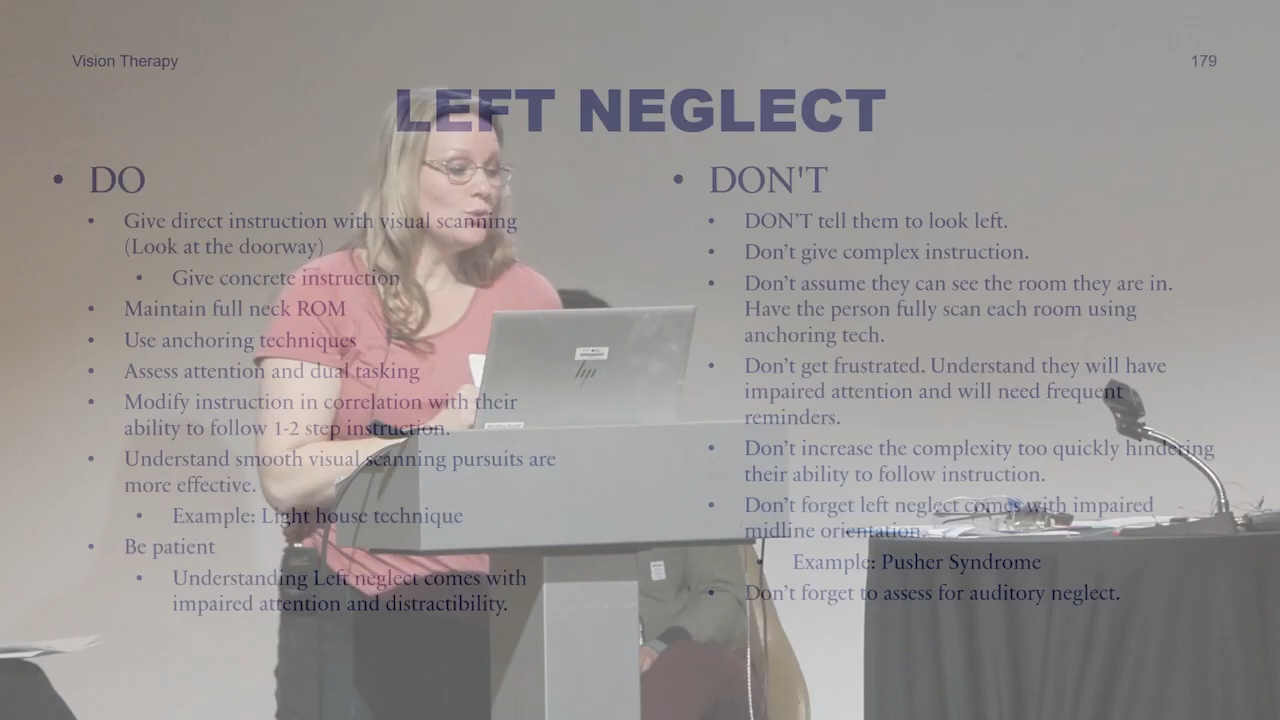 Vision Therapy
179
LEFT NEGLECT
• DO
• Give direct instruction with visual scanning
(Look at the doorway)
• Give concrete instruction
• Maintain full neck ROM
• Use anchoring techniques
• Assess attention and dual tasking
• Modify instruction in correlation with their
ability to follow 1-2 step instruction.
• Understand smooth visual scanning pursuits are
more effective.
• Example: Light house technique
• Be patient
• Understanding Left neglect comes with
impaired attention and distractibility.
• DON'T
• DON'T tell them to look left.
• Don't give complex instruction.
• Don't assume they can see the room they are in.
Have the person fully scan each room using
anchoring tech.
• Don't get frustrated. Understand they will have
impaired attention and will need frequent
reminders.
• Don't increase the complexity too quickly hindering
their ability to follow instruction.
• Don't forget left neglect comes with impaired
midline orientation.
• Example: Pusher Syndrome
• Don't forget to assess for auditory neglect.
hp